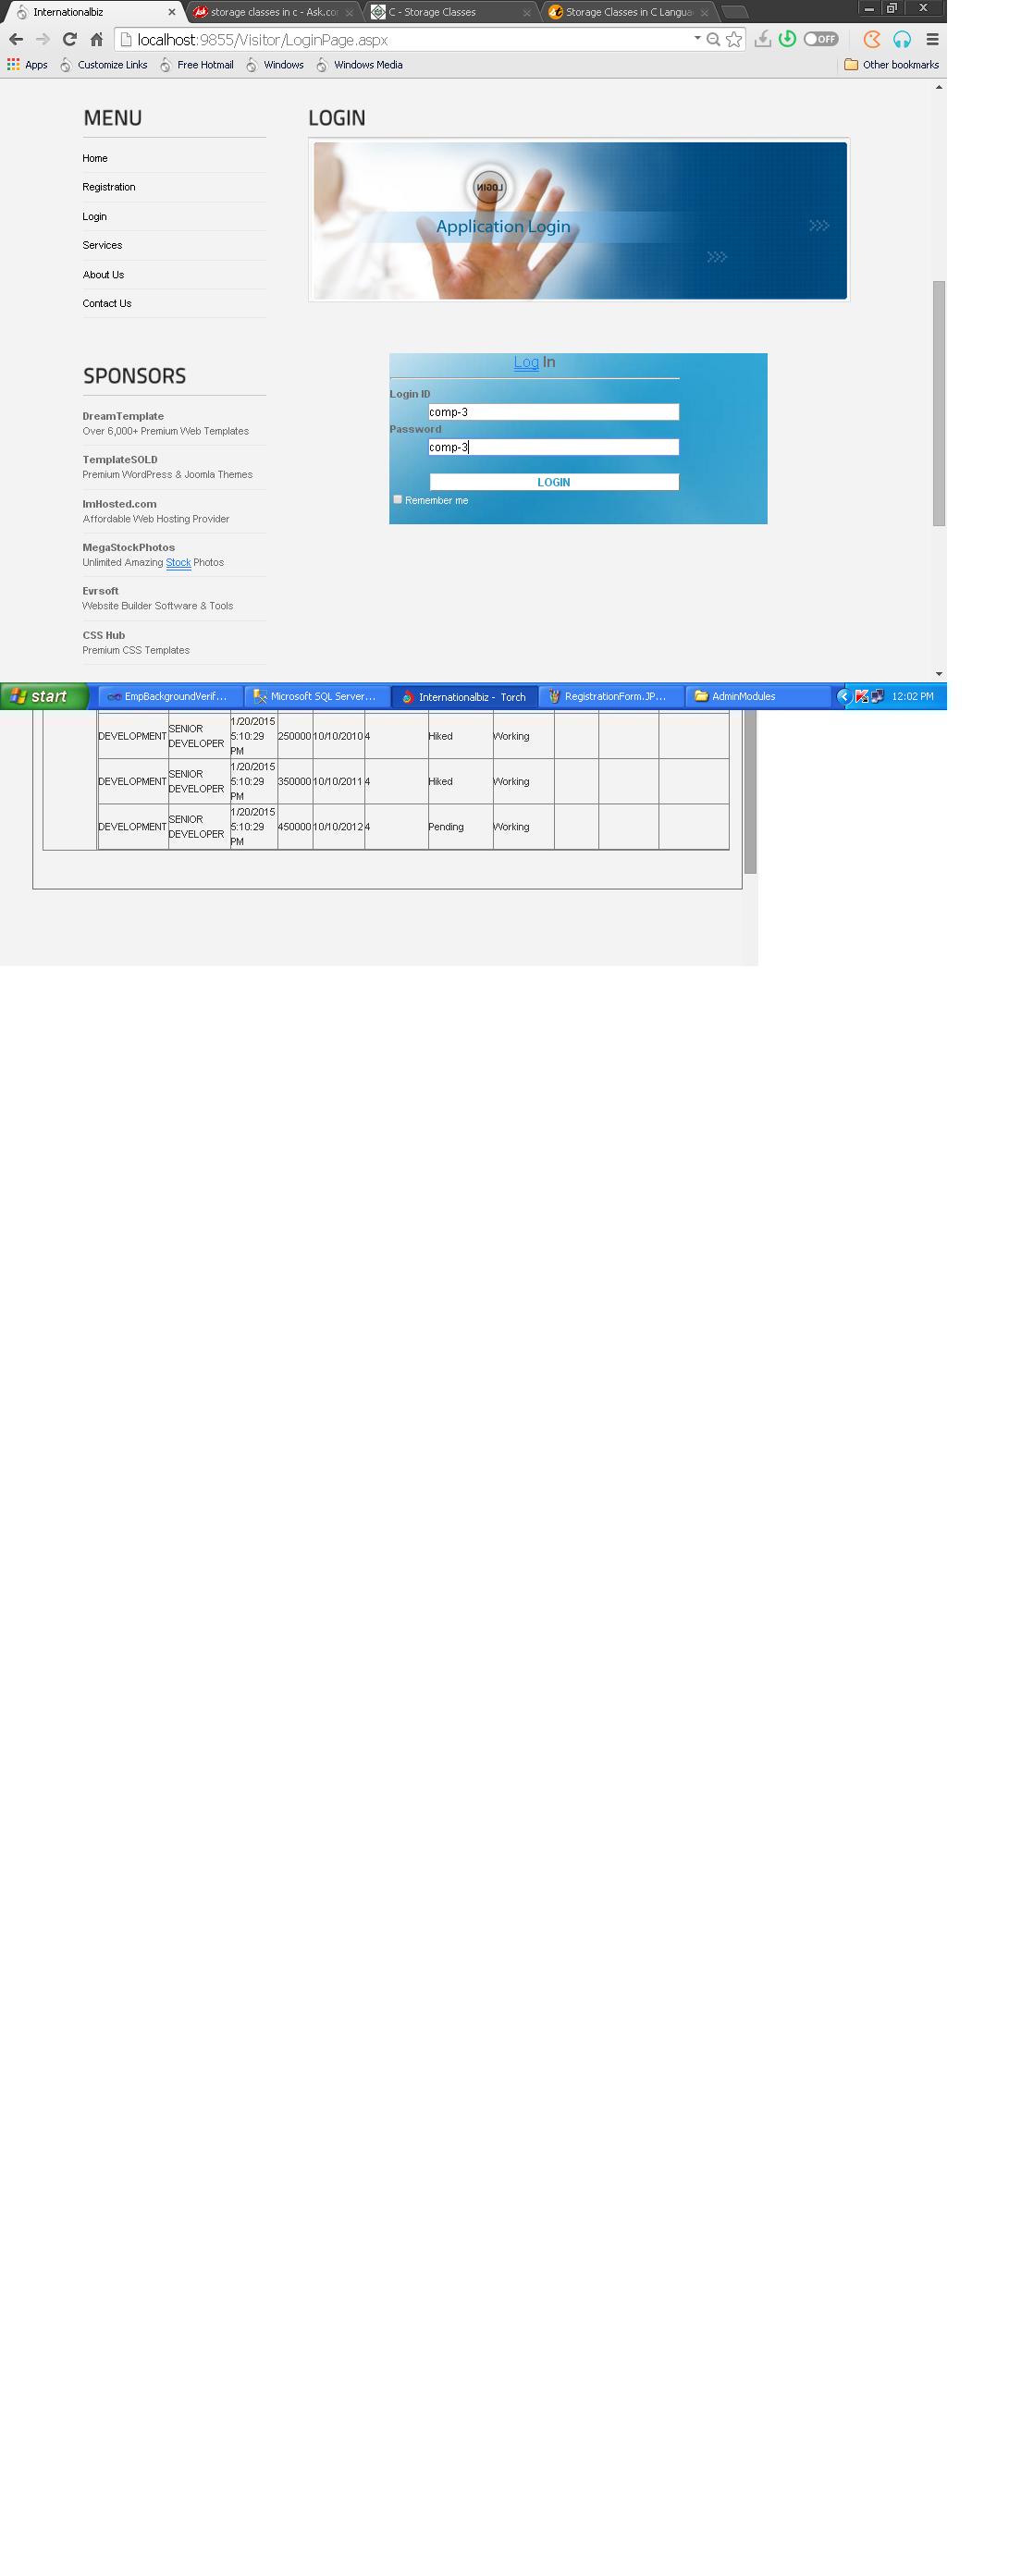 Internationalbiz
storage classes in c - Ask.co
C - Storage Classes
Storage Classes in C Langua
localhost:9855/Visitor/LoginPage.aspx
OFF
Apps
Customize Links
Free Hotmail
Windows
Windows Media
Other bookmarks
MENU
Home
Registration
Login
Services
About Us
Contact Us
SPONSORS
DreamTemplate
Over 6,000+ Premium Web Templates
TemplateSOLD
Premium WordPress & Joomla Themes
ImHosted.com
Affordable Web Hosting Provider
MegaStockPhotos
Unlimited Amazing Stock Photos
Evrsoft
Website Builder Software & Tools
CSS Hub
Premium CSS Templates
LOGIN
LOGIN
Application Login
Log In
Login ID
comp-3
Password
comp-3
LOGIN
Remember me
start
EmpBackgroundVerif...
Microsoft SQL Server...
Internationalbiz - Torch
RegistrationForm.JP...
AdminModules
12:02 PM
DEVELOPMENT SENIOR DEVELOPER 1/20/2015 5:10:29 PM 250000 10/10/2010 4 Hiked Working
DEVELOPMENT SENIOR DEVELOPER 1/20/2015 5:10:29 PM 350000 10/10/2011 4 Hiked Working
DEVELOPMENT SENIOR DEVELOPER 1/20/2015 5:10:29 PM 450000 10/10/2012 4 Pending Working